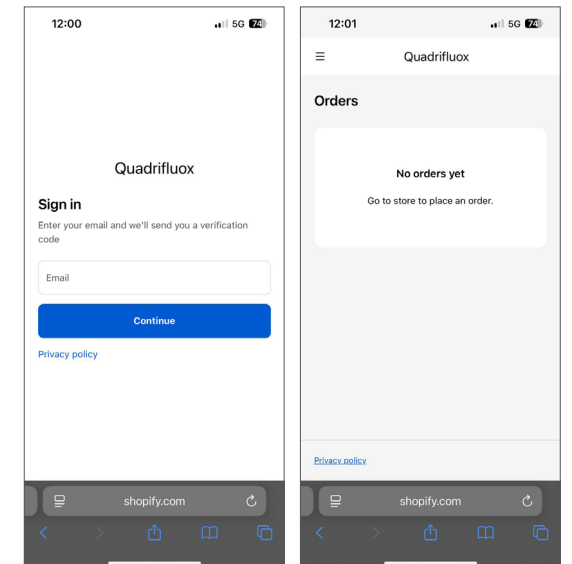 12:00
5G 74
Quadrifluox
Sign in
Enter your email and we'll send you a verification
code
Email
Continue
Privacy policy
shopify.com
12:01
5G 74
Quadrifluox
Orders
No orders yet
Go to store to place an order.
Privacy policy
shopify.com